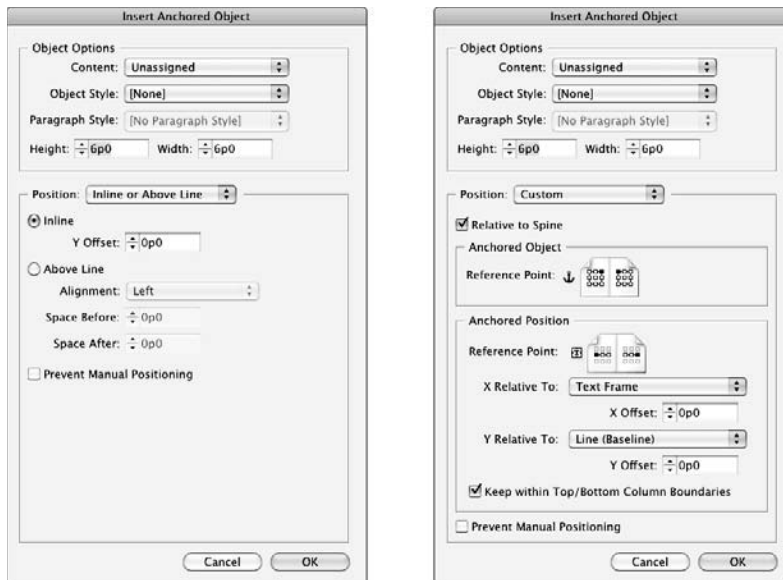 Insert Anchored Object
Object Options
Content: Unassigned
Object Style: [None]
Paragraph Style: [No Paragraph Style]
Height: 6p0 Width: 6p0
Position: Inline or Above Line
Inline
Y Offset: 0p0
Above Line
Alignment: Left
Space Before: 0p0
Space After: 0p0
Prevent Manual Positioning
Cancel OK
Insert Anchored Object
Object Options
Content: Unassigned
Object Style: [None]
Paragraph Style: [No Paragraph Style]
Height: 6p0 Width: 6p0
Position: Custom
Relative to Spine
Anchored Object
Reference Point:
Anchored Position
Reference Point:
X Relative To: Text Frame
X Offset: 0p0
Y Relative To: Line (Baseline)
Y Offset: 0p0
Keep within Top/Bottom Column Boundaries
Prevent Manual Positioning
Cancel OK